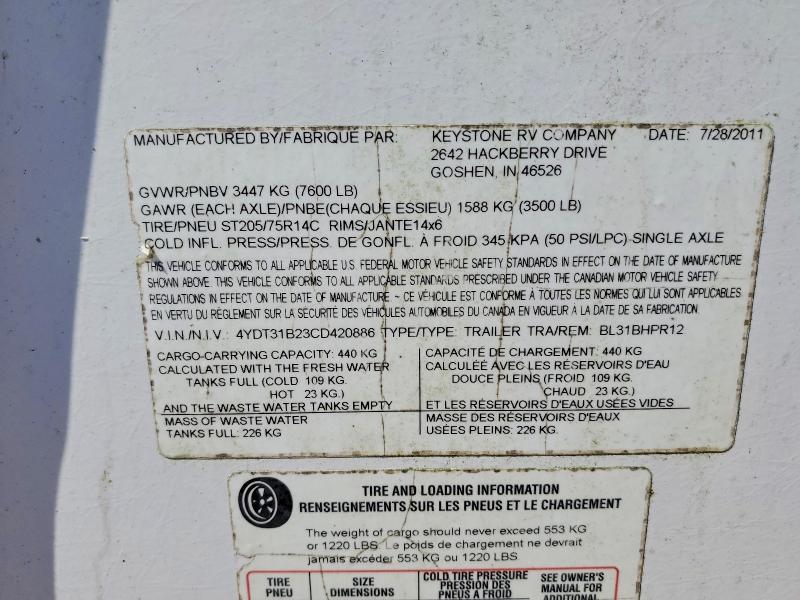 MANUFACTURED BY/FABRIQUE PAR: KEYSTONE RV COMPANY DATE: 7/28/2011
2642 HACKBERRY DRIVE
GOSHEN, IN 46526
GVWR/PNBV 3447 KG (7600 LB)
GAWR (EACH AXLE)/PNBE(CHAQUE ESSIEU) 1588 KG (3500 LB)
TIRE/PNEU ST205/75R14C RIMS/JANTE14x6
COLD INFL. PRESS/PRESS. DE GONFL. À FROID 345 KPA (50 PSI/LPC) SINGLE AXLE
THIS VEHICLE CONFORMS TO ALL APPLICABLE U.S. FEDERAL MOTOR VEHICLE SAFETY STANDARDS IN EFFECT ON THE DATE OF MANUFACTURE
SHOWN ABOVE. THIS VEHICLE CONFORMS TO ALL APPLICABLE STANDARDS PRESCRIBED UNDER THE CANADIAN MOTOR VEHICLE SAFETY
REGULATIONS IN EFFECT ON THE DATE OF MANUFACTURE ~ CE VÉHICULE EST CONFORME À TOUTES LES NORMES QUI LUI SONT APPLICABLES
EN VERTU DU RÈGLEMENT SUR LA SÉCURITÉ DES VÉHICULES AUTOMOBILES DU CANADA EN VIGUEUR À LA DATE DE SA FABRICATION
V.I.N./N.I.V.: 4YDT31B23CD420886 TYPE/TYPE: TRAILER TRA/REM: BL31BHPR12
CARGO-CARRYING CAPACITY: 440 KG
CALCULATED WITH THE FRESH WATER
TANKS FULL (COLD 109 KG.
HOT 23 KG.)
AND THE WASTE WATER TANKS EMPTY
MASS OF WASTE WATER
TANKS FULL: 226 KG
CAPACITÉ DE CHARGEMENT: 440 KG
CALCULÉE AVEC LES RÉSERVOIRS D'EAU
DOUCE PLEINS (FROID 109 KG.
CHAUD 23 KG.)
ET LES RÉSERVOIRS D'EAUX USÉES VIDES
MASSE DES RÉSERVOIRS D'EAUX
USÉES PLEINS: 226 KG.
TIRE AND LOADING INFORMATION
RENSEIGNEMENTS SUR LES PNEUS ET LE CHARGEMENT
The weight of cargo should never exceed 553 KG
or 1220 LBS. Le poids de chargement ne devrait
jamais excéder 553 KG ou 1220 LBS.
TIRE
PNEU
SIZE
DIMENSIONS
COLD TIRE PRESSURE
PRESSION DES
PNEUS A FROID
SEE OWNER'S
MANUAL FOR
ADDITIONAL